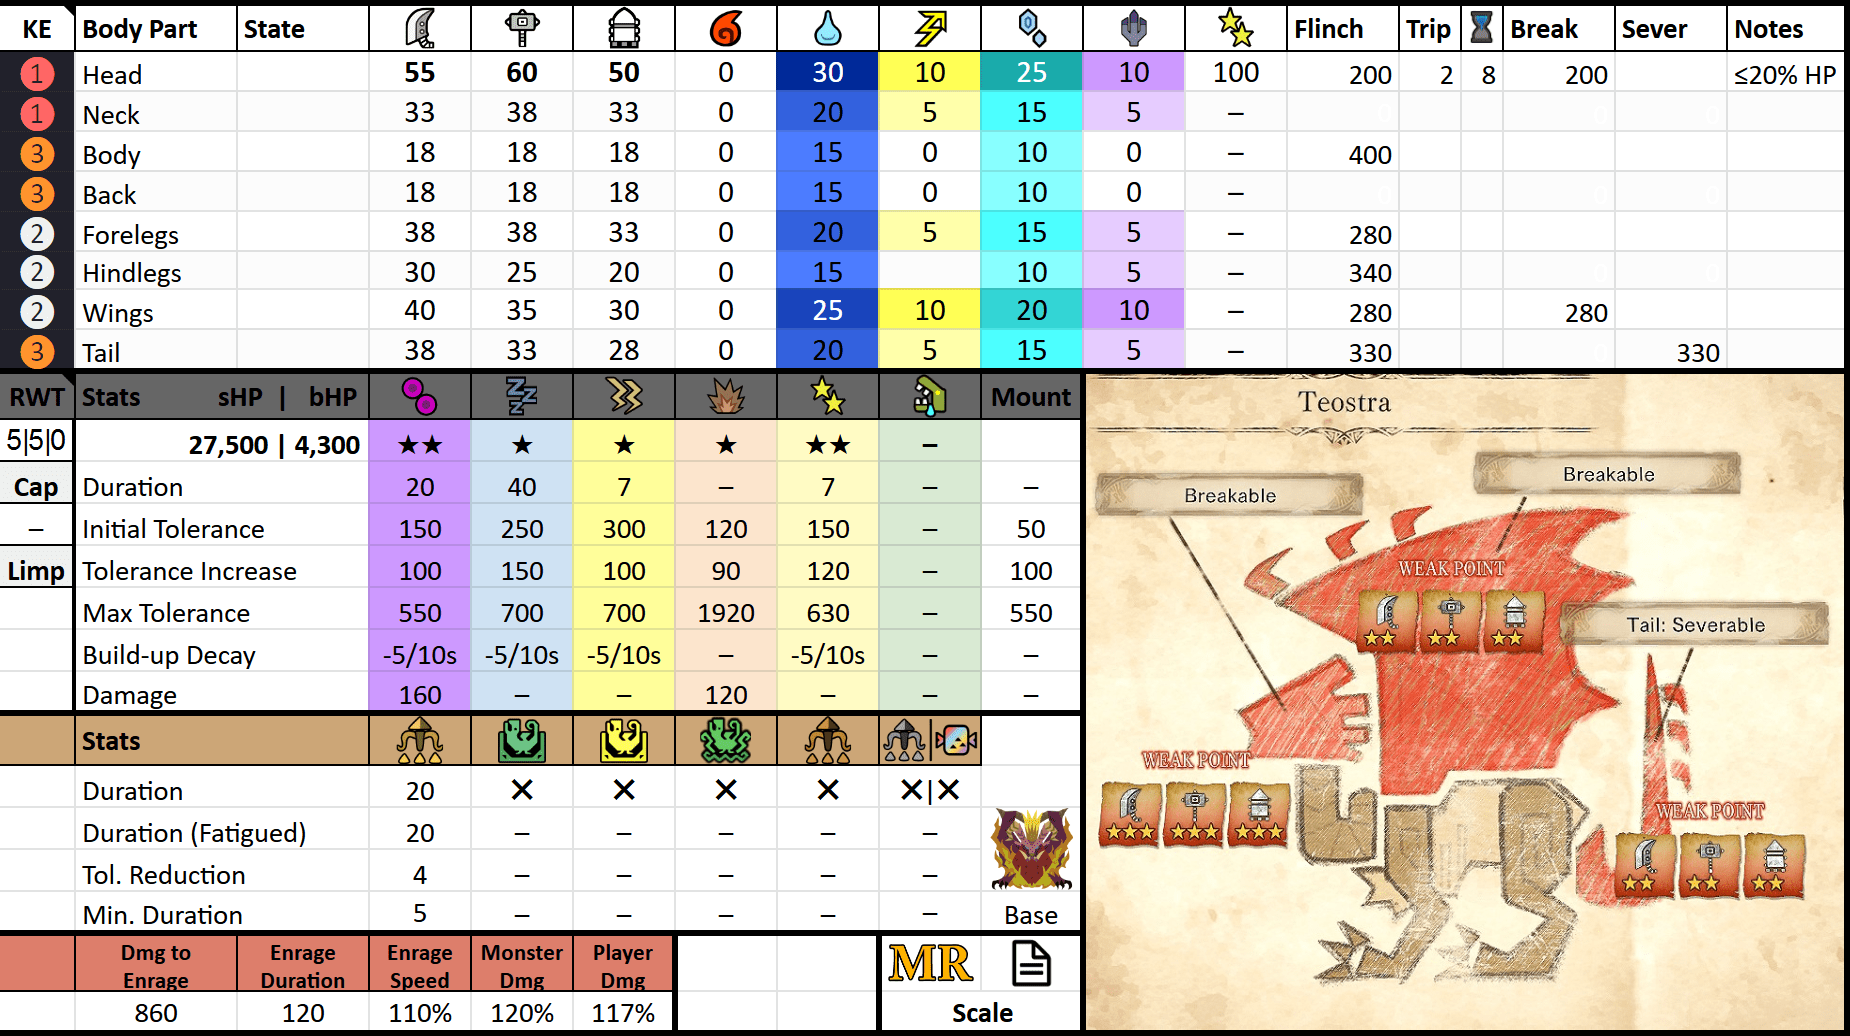 KE Body Part State Flinch Trip Break Sever Notes
1 Head 55 60 50 0 30 10 25 10 100 200 2 8 200 ≤20% HP
1 Neck 33 38 33 0 20 5 15 5 –
3 Body 18 18 18 0 15 0 10 0 – 400
3 Back 18 18 18 0 15 0 10 0 –
2 Forelegs 38 38 33 0 20 5 15 5 – 280
2 Hindlegs 30 25 20 0 15 10 5 – 340
2 Wings 40 35 30 0 25 10 20 10 – 280 280
3 Tail 38 33 28 0 20 5 15 5 – 330 330
RWT Stats sHP | bHP Mount
5|5|0 27,500 | 4,300 ★★ ★ ★ ★ ★★ –
Cap Duration 20 40 7 – 7 – –
– Initial Tolerance 150 250 300 120 150 – 50
Limp Tolerance Increase 100 150 100 90 120 – 100
Max Tolerance 550 700 700 1920 630 – 550
Build-up Decay -5/10s -5/10s -5/10s – -5/10s – –
Damage 160 – – 120 – – –
Stats
Duration 20 ✕ ✕ ✕ ✕ ✕|✕
Duration (Fatigued) 20 – – – – –
Tol. Reduction 4 – – – – –
Min. Duration 5 – – – – – Base
Dmg to Enrage Enrage Duration Enrage Speed Monster Dmg Player Dmg MR
860 120 110% 120% 117% Scale
Teostra
Breakable
Breakable
WEAK POINT
★★ ★★ ★★
Tail: Severable
WEAK POINT
★★★ ★★★ ★★★
WEAK POINT
★★ ★★ ★★